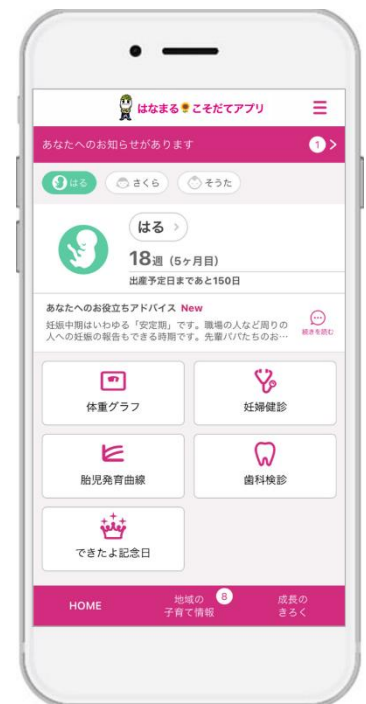 はなまる🌻こそだてアプリ
あなたへのお知らせがあります 1 >
はる さくら そうた
はる >
18週 (5ヶ月目)
出産予定日まであと150日
あなたへのお役立ちアドバイス New
妊娠中期はいわゆる「安定期」です。職場の人など周りの
人への妊娠の報告もできる時期です。先輩パパたちのお…
続きを読む
体重グラフ 妊婦健診
胎児発育曲線 歯科検診
できたよ記念日
HOME
地域の
子育て情報
8
成長の
きろく